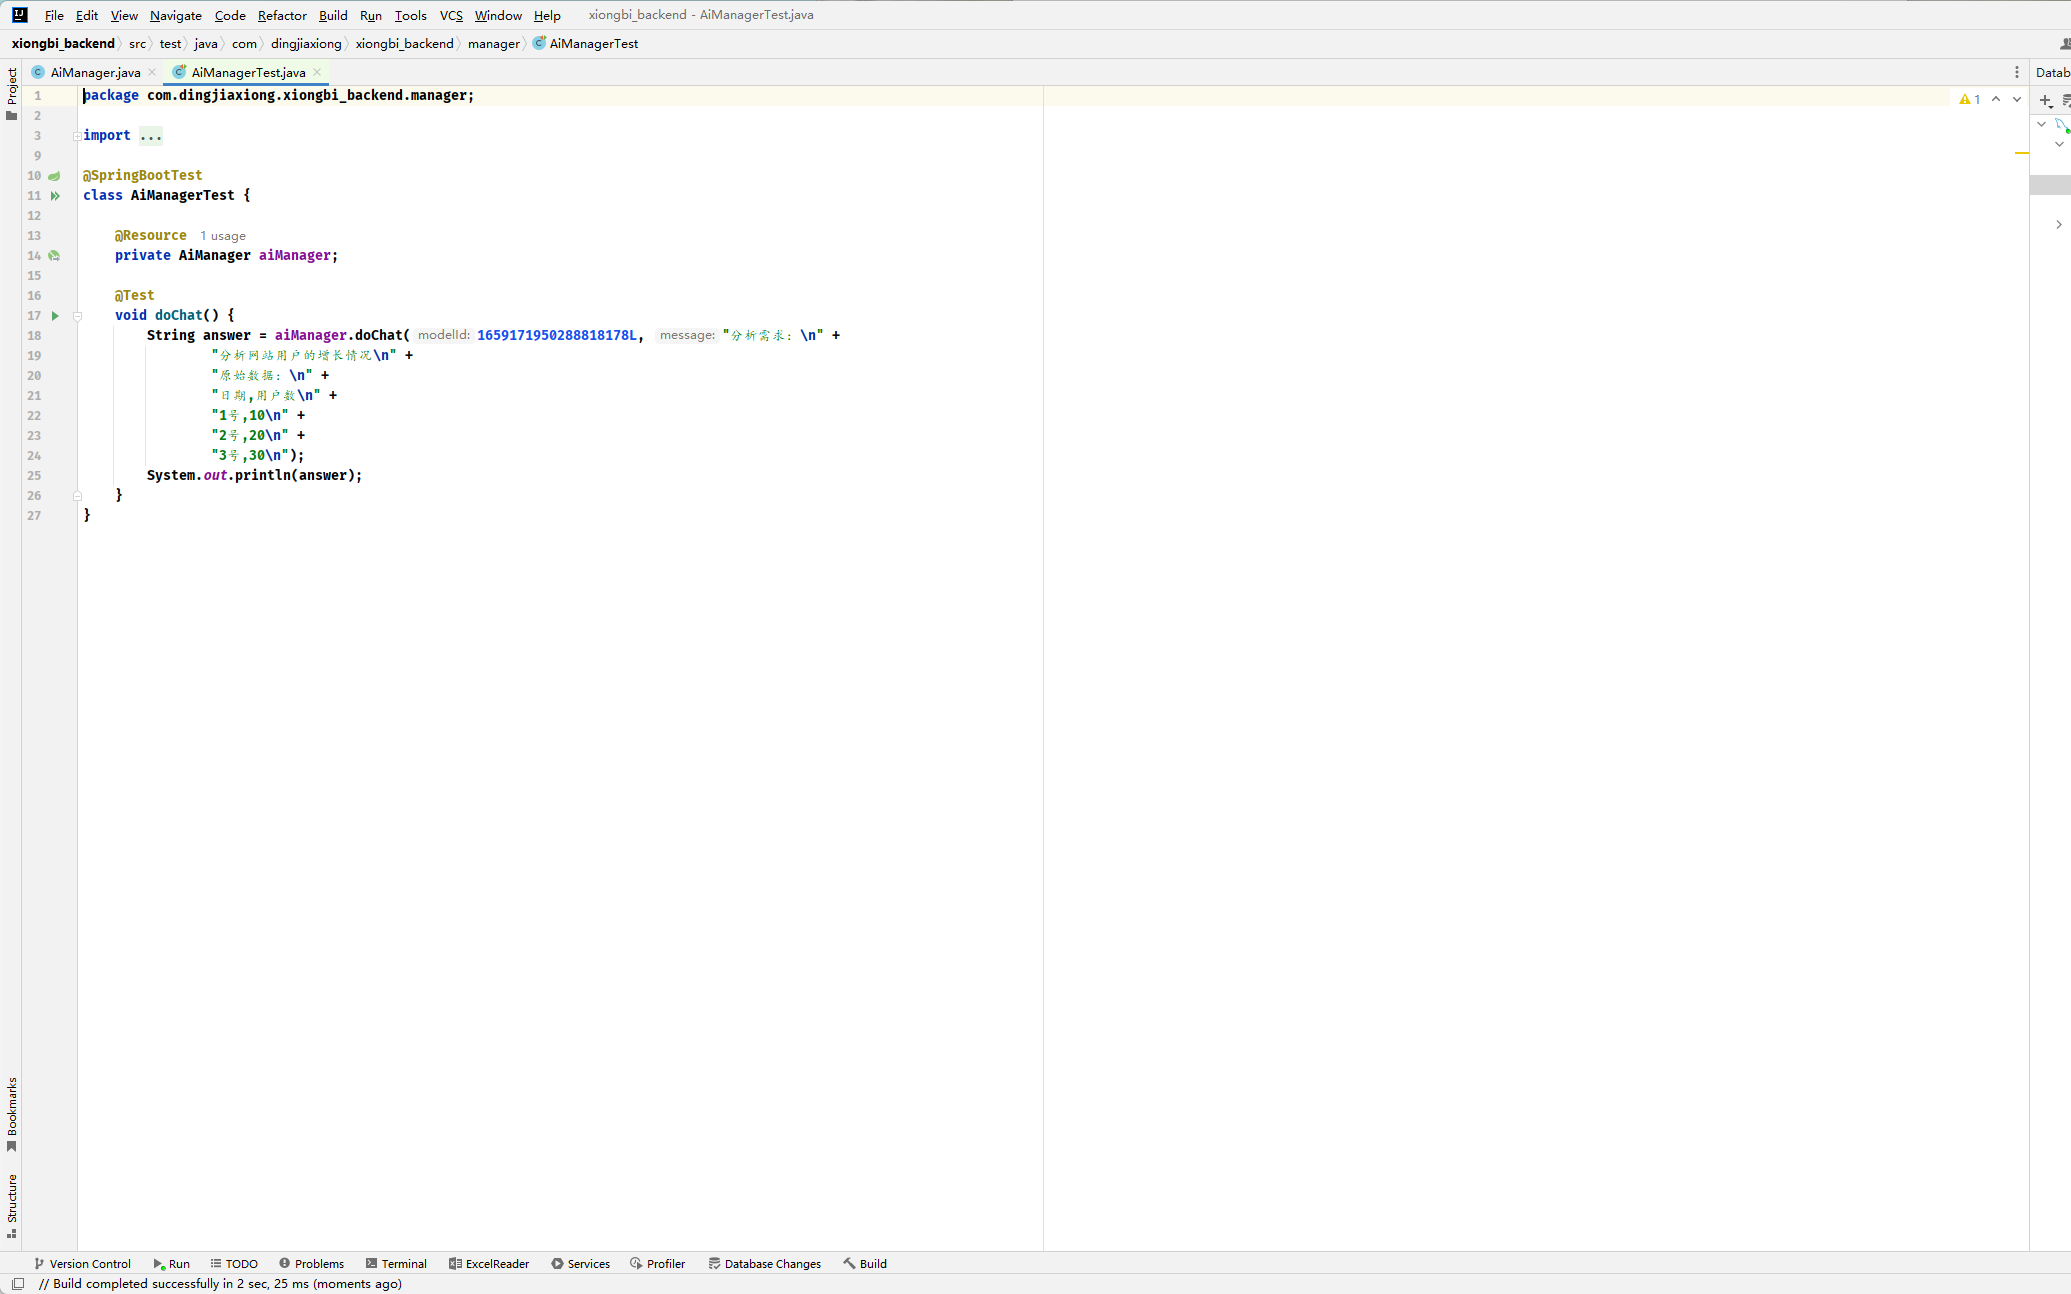 File Edit View Navigate Code Refactor Build Run Tools VCS Window Help xiongbi_backend - AiManagerTest.java
xiongbi_backend src test java com dingjiaxiong xiongbi_backend manager AiManagerTest
Project AiManager.java AiManagerTest.java
1 package com.dingjiaxiong.xiongbi_backend.manager; 1
2
3 import ...
9
10 @SpringBootTest
11 class AiManagerTest {
12
13 @Resource 1 usage
14 private AiManager aiManager;
15
16 @Test
17 void doChat() {
18 String answer = aiManager.doChat( modelId: 1659171950288818178L, message: "分析需求：\n" +
19 "分析网站用户的增长情况\n" +
20 "原始数据：\n" +
21 "日期,用户数\n" +
22 "1号,10\n" +
23 "2号,20\n" +
24 "3号,30\n");
25 System.out.println(answer);
26 }
27 }
Bookmarks
Structure
Version Control Run TODO Problems Terminal ExcelReader Services Profiler Database Changes Build
// Build completed successfully in 2 sec, 25 ms (moments ago)